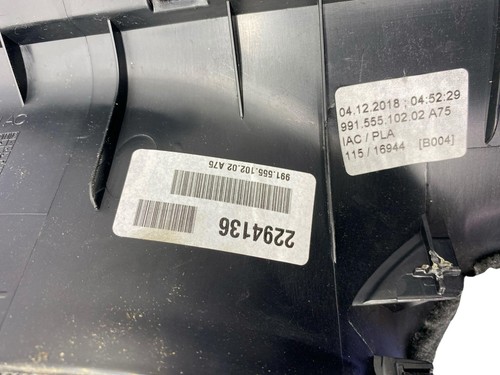 04.12.2018 ; 04:52:29
991.555.102.02 A75
IAC / PLA
115 / 16944 [B004]
991.555.102.02 A75
2294136